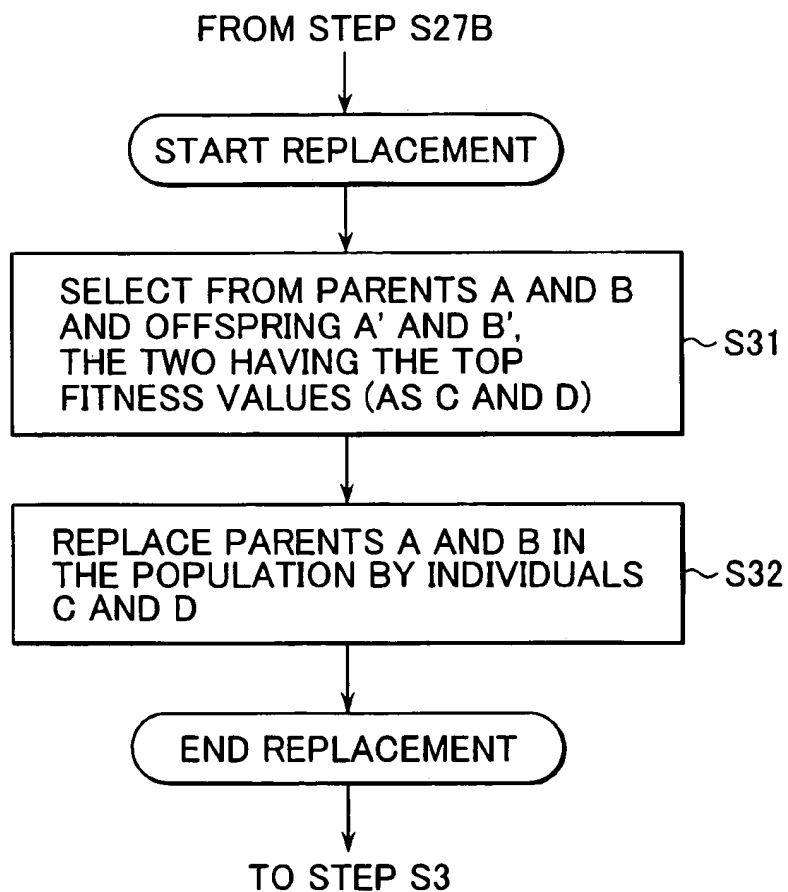 FROM STEP S27B
START REPLACEMENT
SELECT FROM PARENTS A AND B
AND OFFSPRING A' AND B',
THE TWO HAVING THE TOP
FITNESS VALUES (AS C AND D)
S31
REPLACE PARENTS A AND B IN
THE POPULATION BY INDIVIDUALS
C AND D
S32
END REPLACEMENT
TO STEP S3